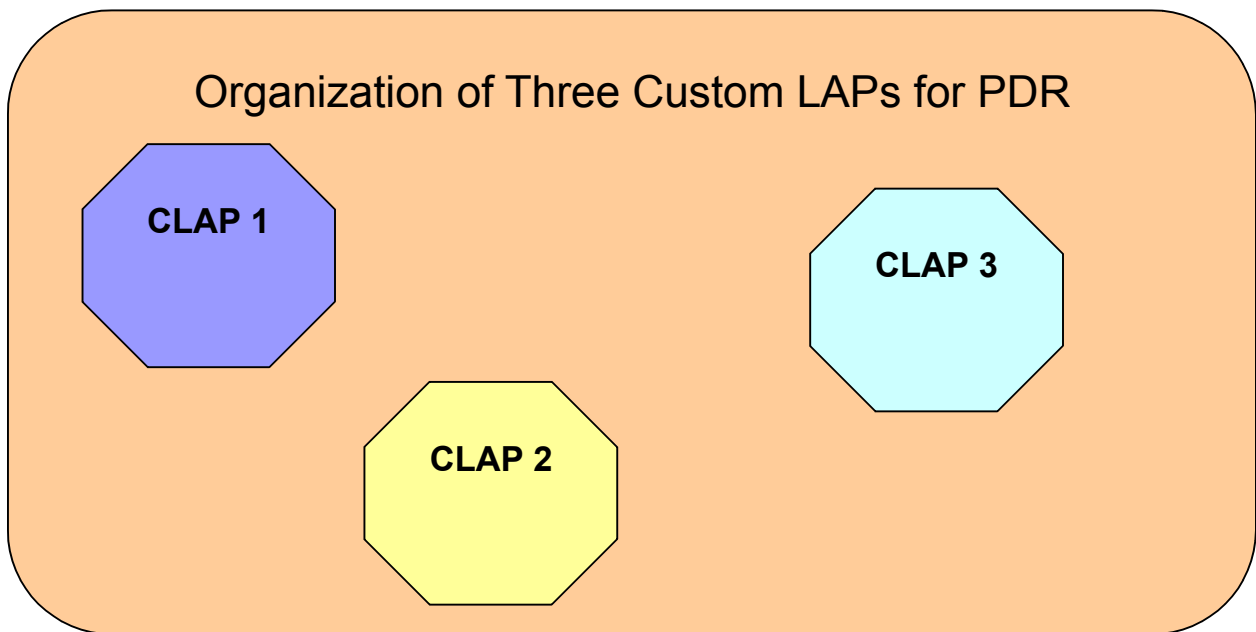 Organization of Three Custom LAPs for PDR
CLAP 1
CLAP 3
CLAP 2